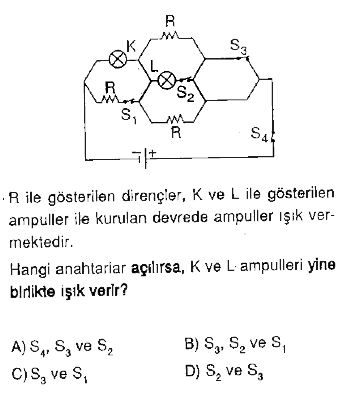 R
K
S3
L
R
S2
S1
R
S4
- +
R ile gösterilen dirençler, K ve L ile gösterilen
ampuller ile kurulan devrede ampuller ışık ver-
mektedir.
Hangi anahtarlar açılırsa, K ve L ampulleri yine
birlikte ışık verir?
A) S4, S3 ve S2
B) S3, S2 ve S1
C) S3 ve S1
D) S2 ve S3